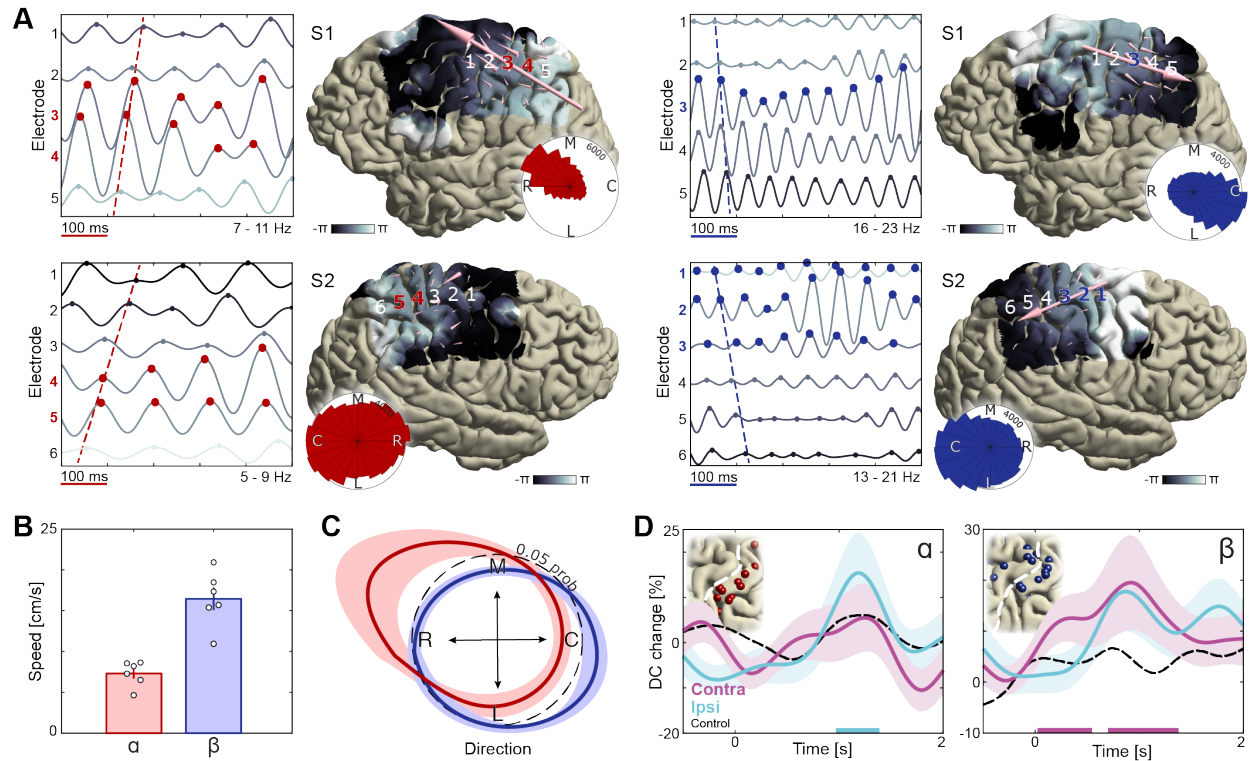 A
Electrode
1
2
3
4
5
100 ms
7 - 11 Hz
S1
1 2 3 4 5
6000
M
R
C
L
-π
π
Electrode
1
2
3
4
5
100 ms
16 - 23 Hz
S1
1 2 3 4 5
4000
M
R
C
L
-π
π
Electrode
1
2
3
4
5
6
100 ms
5 - 9 Hz
S2
6 5 4 3 2 1
M
C
R
L
-π
π
Electrode
1
2
3
4
5
6
100 ms
13 - 21 Hz
S2
6 5 4 3 2 1
4000
M
C
R
L
-π
π
B
Speed [cm/s]
25
0
α
β
C
0.05 prob
M
R
C
L
Direction
D
DC change [%]
25
10
0
-20
α
Contra
Ipsi
Control
0
2
Time [s]
30
10
0
-10
β
0
2
Time [s]